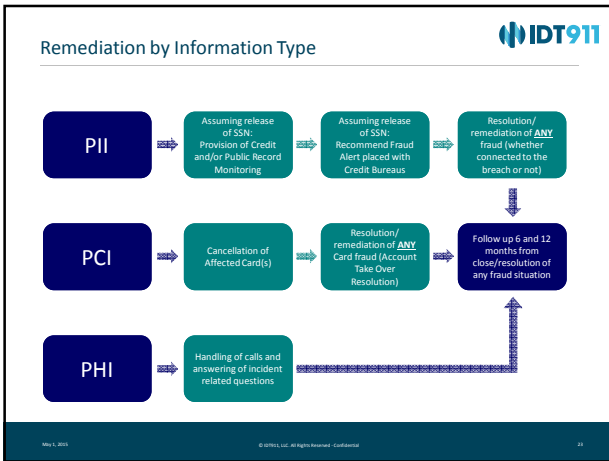 Remediation by Information Type
IDT911
PII
Assuming release
of SSN:
Provision of Credit
and/or Public Record
Monitoring
Assuming release
of SSN:
Recommend Fraud
Alert placed with
Credit Bureaus
Resolution/
remediation of ANY
fraud (whether
connected to the
breach or not)
PCI
Cancellation of
Affected Card(s)
Resolution/
remediation of ANY
Card fraud (Account
Take Over
Resolution)
Follow up 6 and 12
months from
close/resolution of
any fraud situation
PHI
Handling of calls and
answering of incident
related questions
May 1, 2015
© IDT911, LLC. All Rights Reserved - Confidential
23